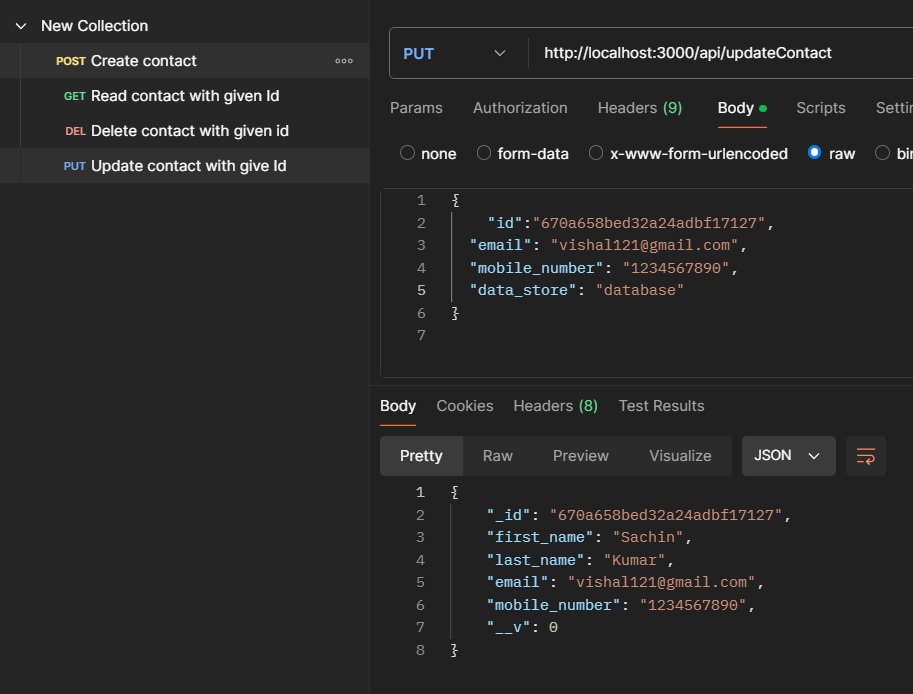 New Collection
POST Create contact
GET Read contact with given Id
DEL Delete contact with given id
PUT Update contact with give Id
PUT http://localhost:3000/api/updateContact
Params Authorization Headers (9) Body Scripts Setti
none form-data x-www-form-urlencoded raw bin
1 {
2 "id":"670a658bed32a24adbf17127",
3 "email": "vishal121@gmail.com",
4 "mobile_number": "1234567890",
5 "data_store": "database"
6 }
7
Body Cookies Headers (8) Test Results
Pretty Raw Preview Visualize JSON
1 {
2 "_id": "670a658bed32a24adbf17127",
3 "first_name": "Sachin",
4 "last_name": "Kumar",
5 "email": "vishal121@gmail.com",
6 "mobile_number": "1234567890",
7 "__v": 0
8 }